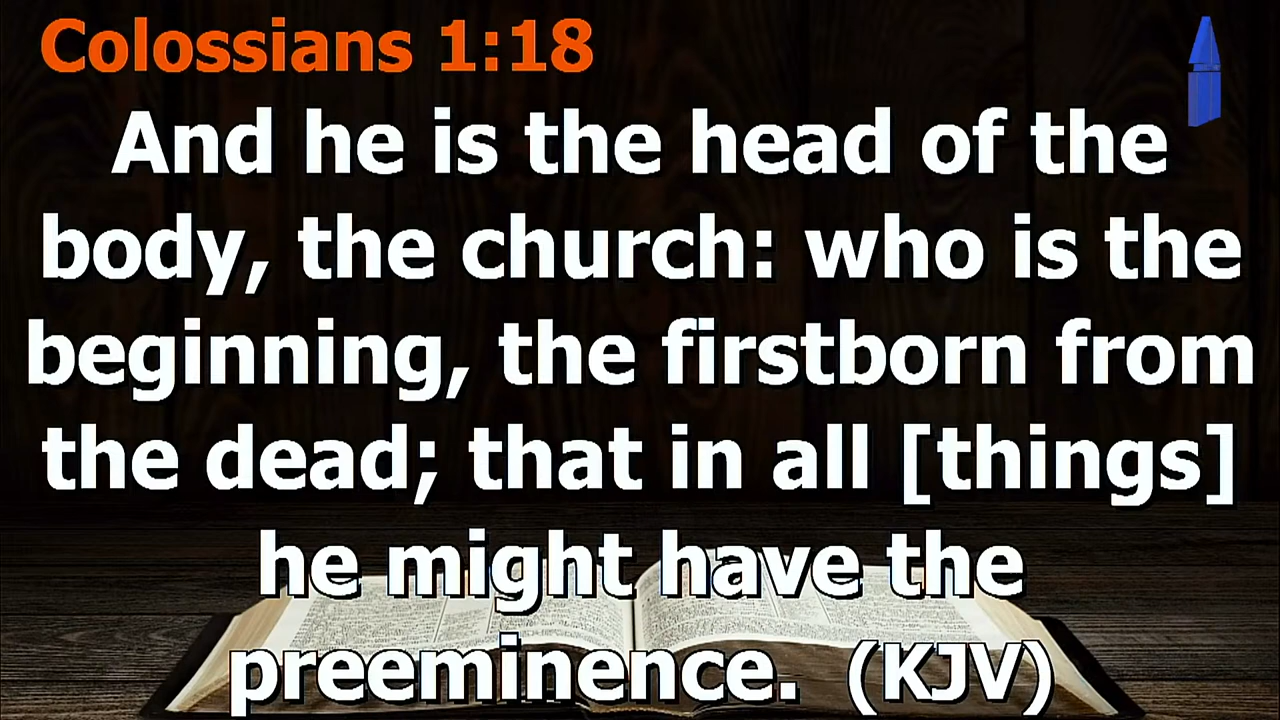 Colossians 1:18
And he is the head of the
body, the church: who is the
beginning, the firstborn from
the dead; that in all [things]
he might have the
preeminence.  (KJV)